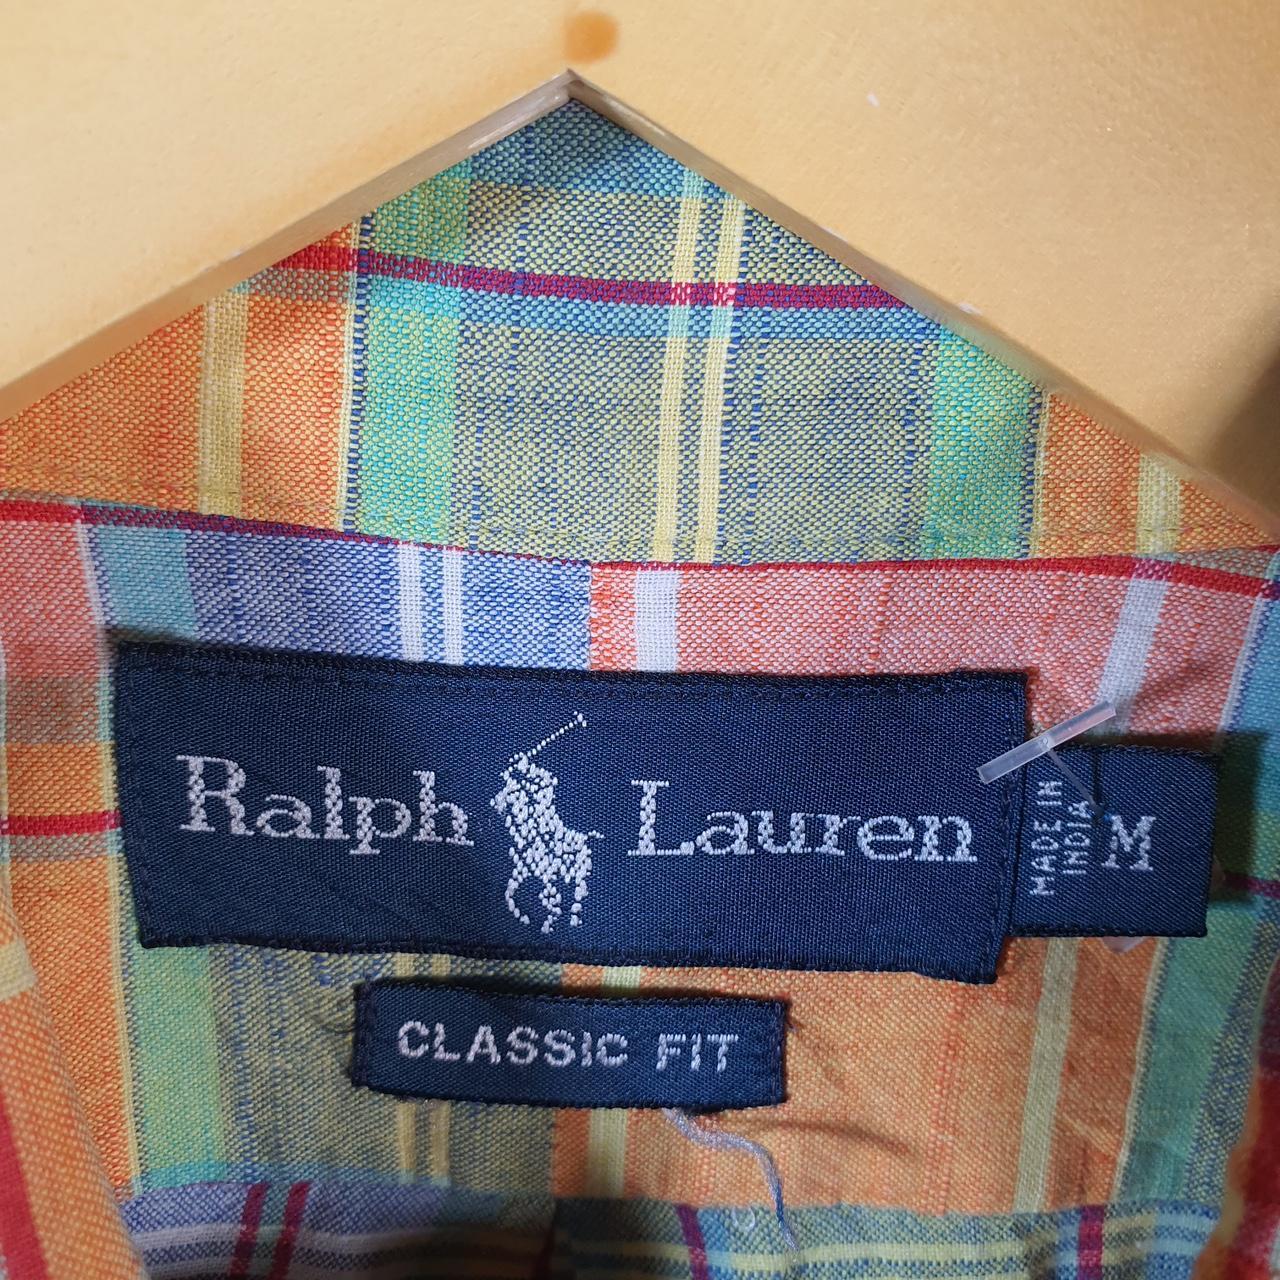 Ralph Lauren
MADE IN
INDIA
M
CLASSIC FIT